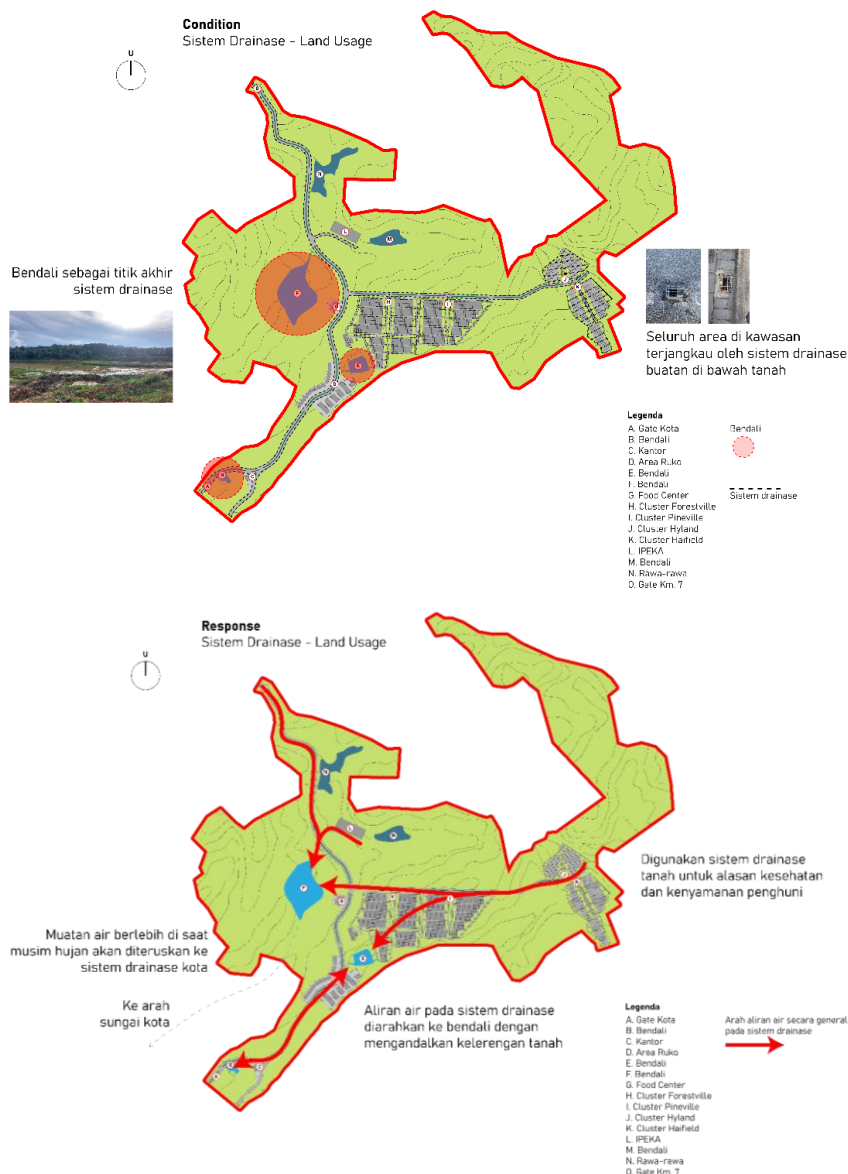 Condition
Sistem Drainase - Land Usage
U
Bendali sebagai titik akhir
sistem drainase
Seluruh area di kawasan
terjangkau oleh sistem drainase
buatan di bawah tanah
Legenda
A. Gate Kota
B. Bendali
C. Kantor
D. Area Ruko
E. Bendali
F. Bendali
G. Food Center
H. Cluster Forestville
I. Cluster Pineville
J. Cluster Hyland
K. Cluster Haifield
L. IPEKA
M. Bendali
N. Rawa-rawa
O. Gate Km. 7
Bendali
Sistem drainase
O
N
L
M
F
G
H
I
J
K
E
D
B
A
C
Response
Sistem Drainase - Land Usage
U
Digunakan sistem drainase
tanah untuk alasan kesehatan
dan kenyamanan penghuni
Muatan air berlebih di saat
musim hujan akan diteruskan ke
sistem drainase kota
Ke arah
sungai kota
Aliran air pada sistem drainase
diarahkan ke bendali dengan
mengandalkan kelerengan tanah
Legenda
A. Gate Kota
B. Bendali
C. Kantor
D. Area Ruko
E. Bendali
F. Bendali
G. Food Center
H. Cluster Forestville
I. Cluster Pineville
J. Cluster Hyland
K. Cluster Haifield
L. IPEKA
M. Bendali
N. Rawa-rawa
O. Gate Km. 7
Arah aliran air secara general
pada sistem drainase
N
L
M
F
G
H
I
J
K
E
B
A
C